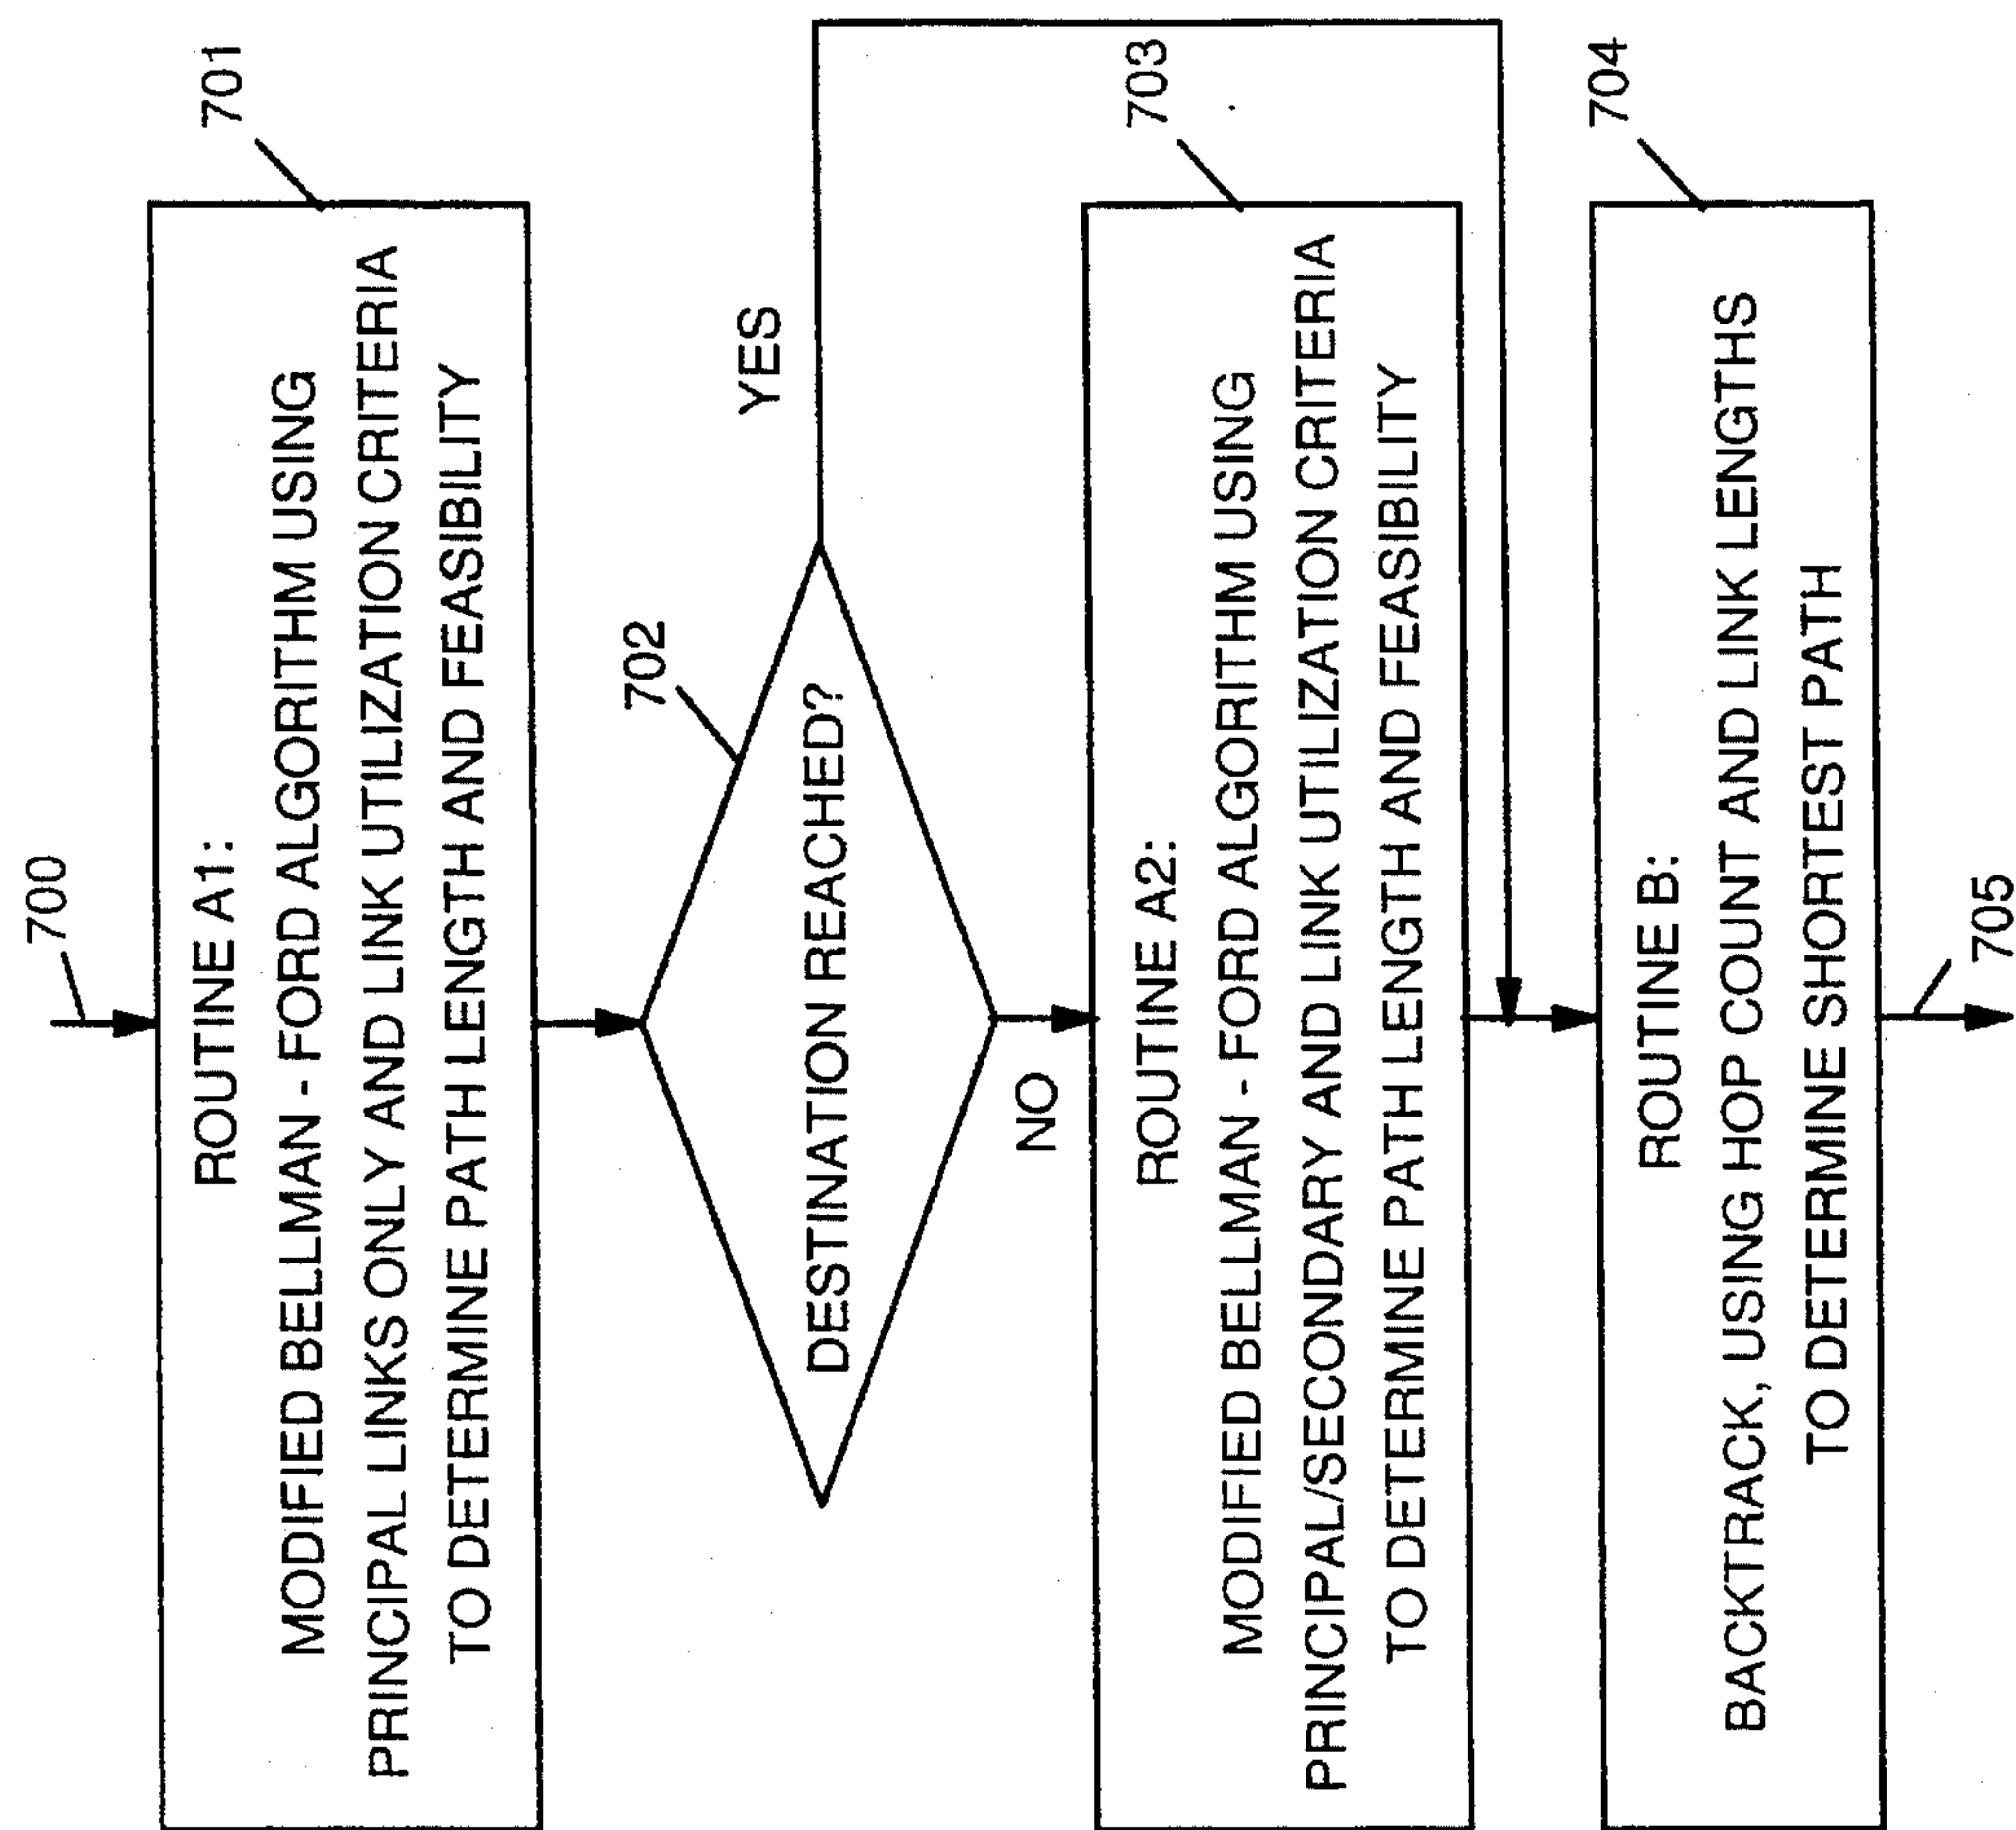 700
701
ROUTINE A1:
MODIFIED BELLMAN - FORD ALGORITHM USING
PRINCIPAL LINKS ONLY AND LINK UTILIZATION CRITERIA
TO DETERMINE PATH LENGTH AND FEASIBILITY
702
DESTINATION REACHED?
YES
NO
703
ROUTINE A2:
MODIFIED BELLMAN - FORD ALGORITHM USING
PRINCIPAL/SECONDARY AND LINK UTILIZATION CRITERIA
TO DETERMINE PATH LENGTH AND FEASIBILITY
704
ROUTINE B:
BACKTRACK, USING HOP COUNT AND LINK LENGTHS
TO DETERMINE SHORTEST PATH
705